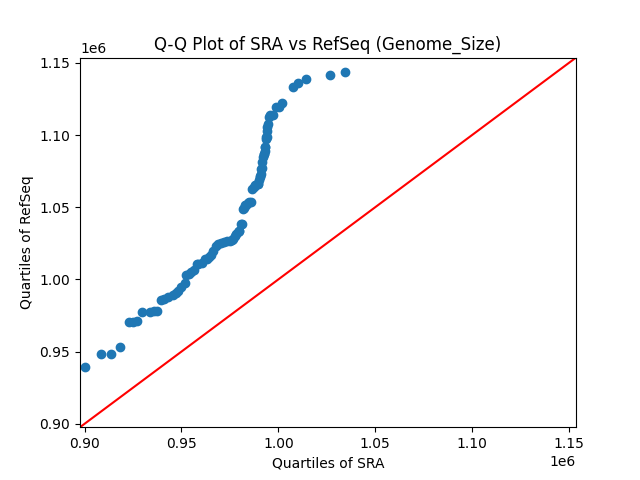 Q-Q Plot of SRA vs RefSeq (Genome_Size)
1e6
1.15
1.10
1.05
1.00
0.95
0.90
Quartiles of RefSeq
0.90 0.95 1.00 1.05 1.10 1.15
1e6
Quartiles of SRA